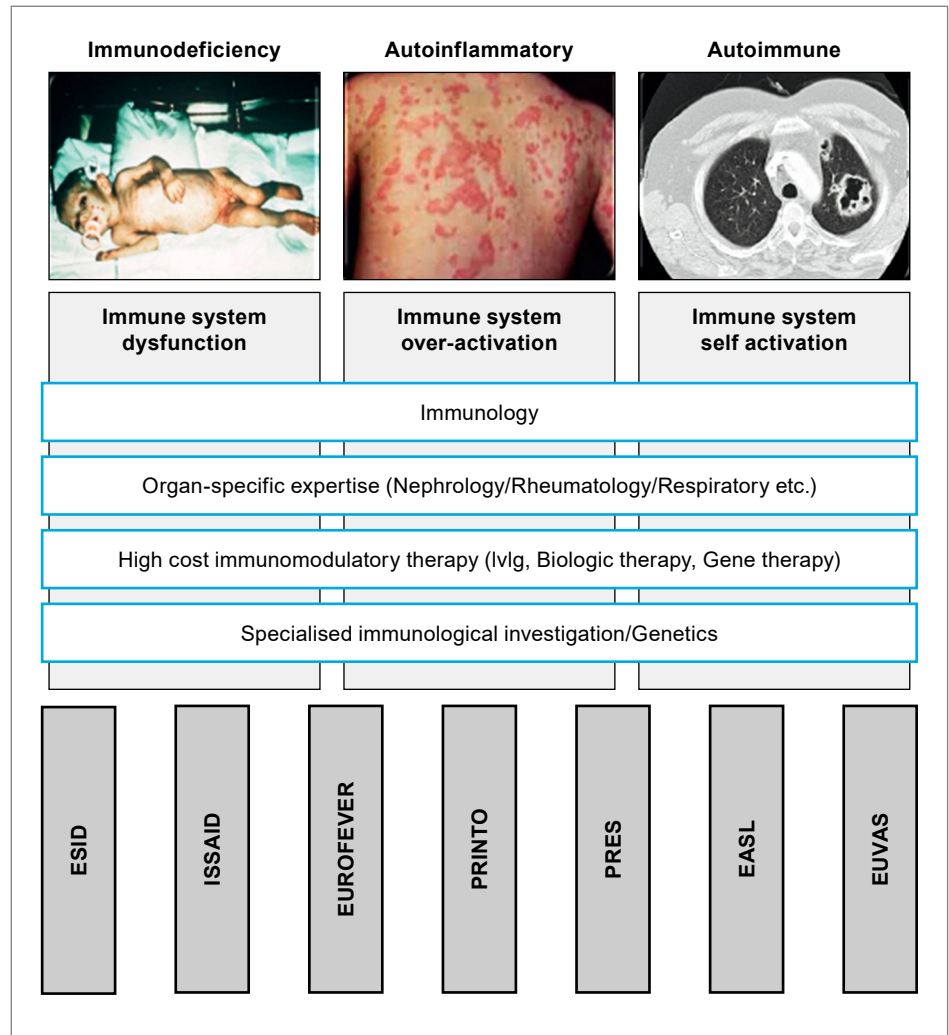 Immunodeficiency
Autoinflammatory
Autoimmune
Immune system
dysfunction
Immune system
over-activation
Immune system
self activation
Immunology
Organ-specific expertise (Nephrology/Rheumatology/Respiratory etc.)
High cost immunomodulatory therapy (IvIg, Biologic therapy, Gene therapy)
Specialised immunological investigation/Genetics
ESID
ISSAID
EUROFEVER
PRINTO
PRES
EASL
EUVAS